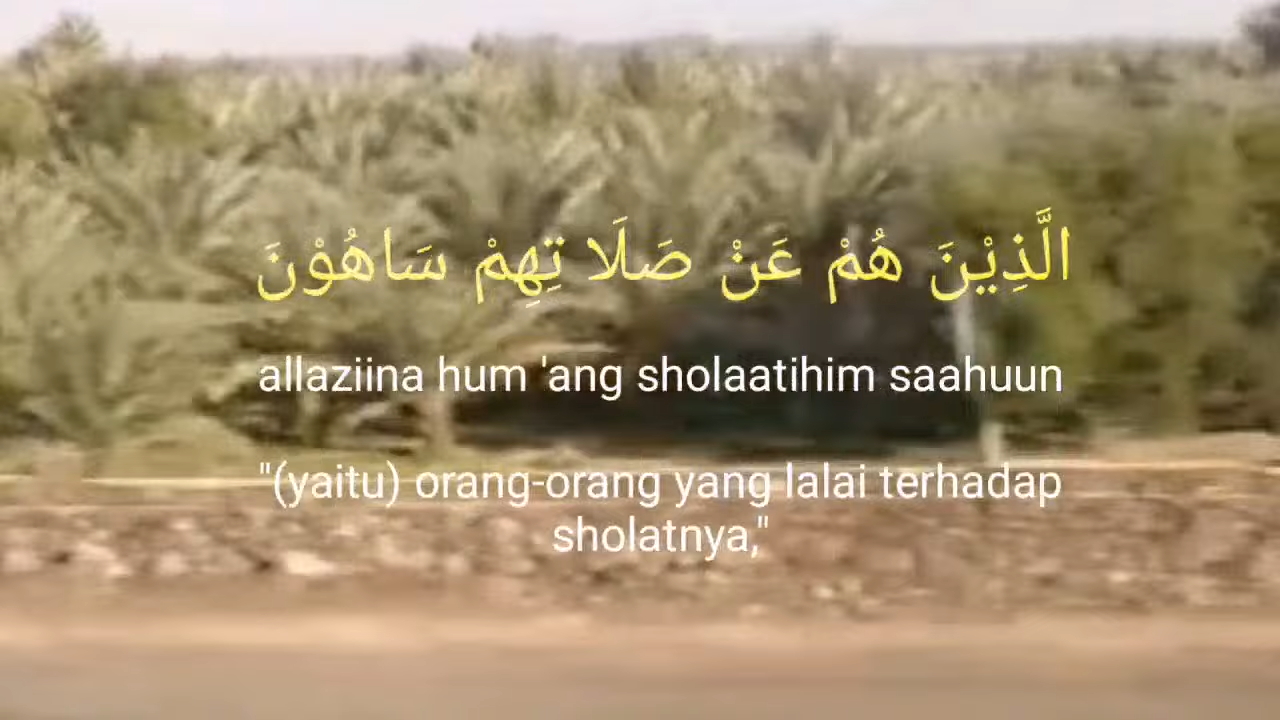 الَّذِيْنَ هُمْ عَنْ صَلَا تِهِمْ سَاهُوْنَ
allaziina hum 'ang sholaatihim saahuun
"(yaitu) orang-orang yang lalai terhadap
sholatnya,"